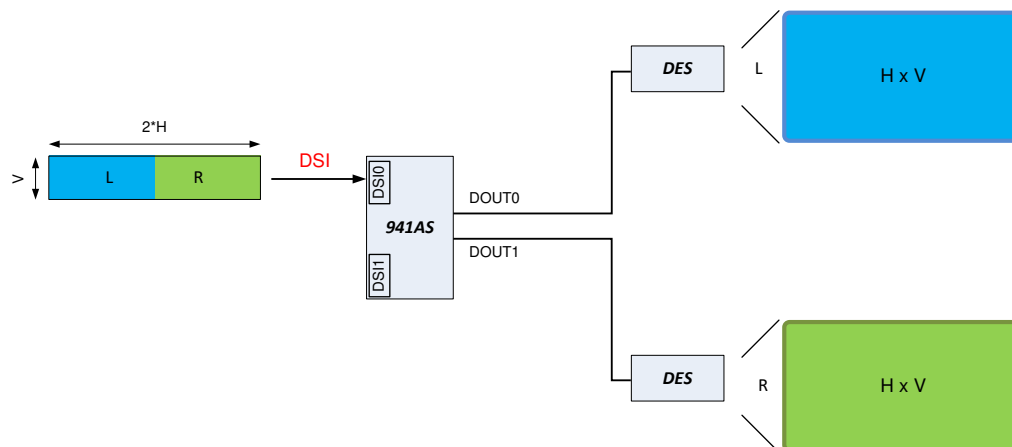 2*H
V
L
R
DSI
DSI0
941AS
DSI1
DOUT0
DOUT1
DES
L
H x V
DES
R
H x V